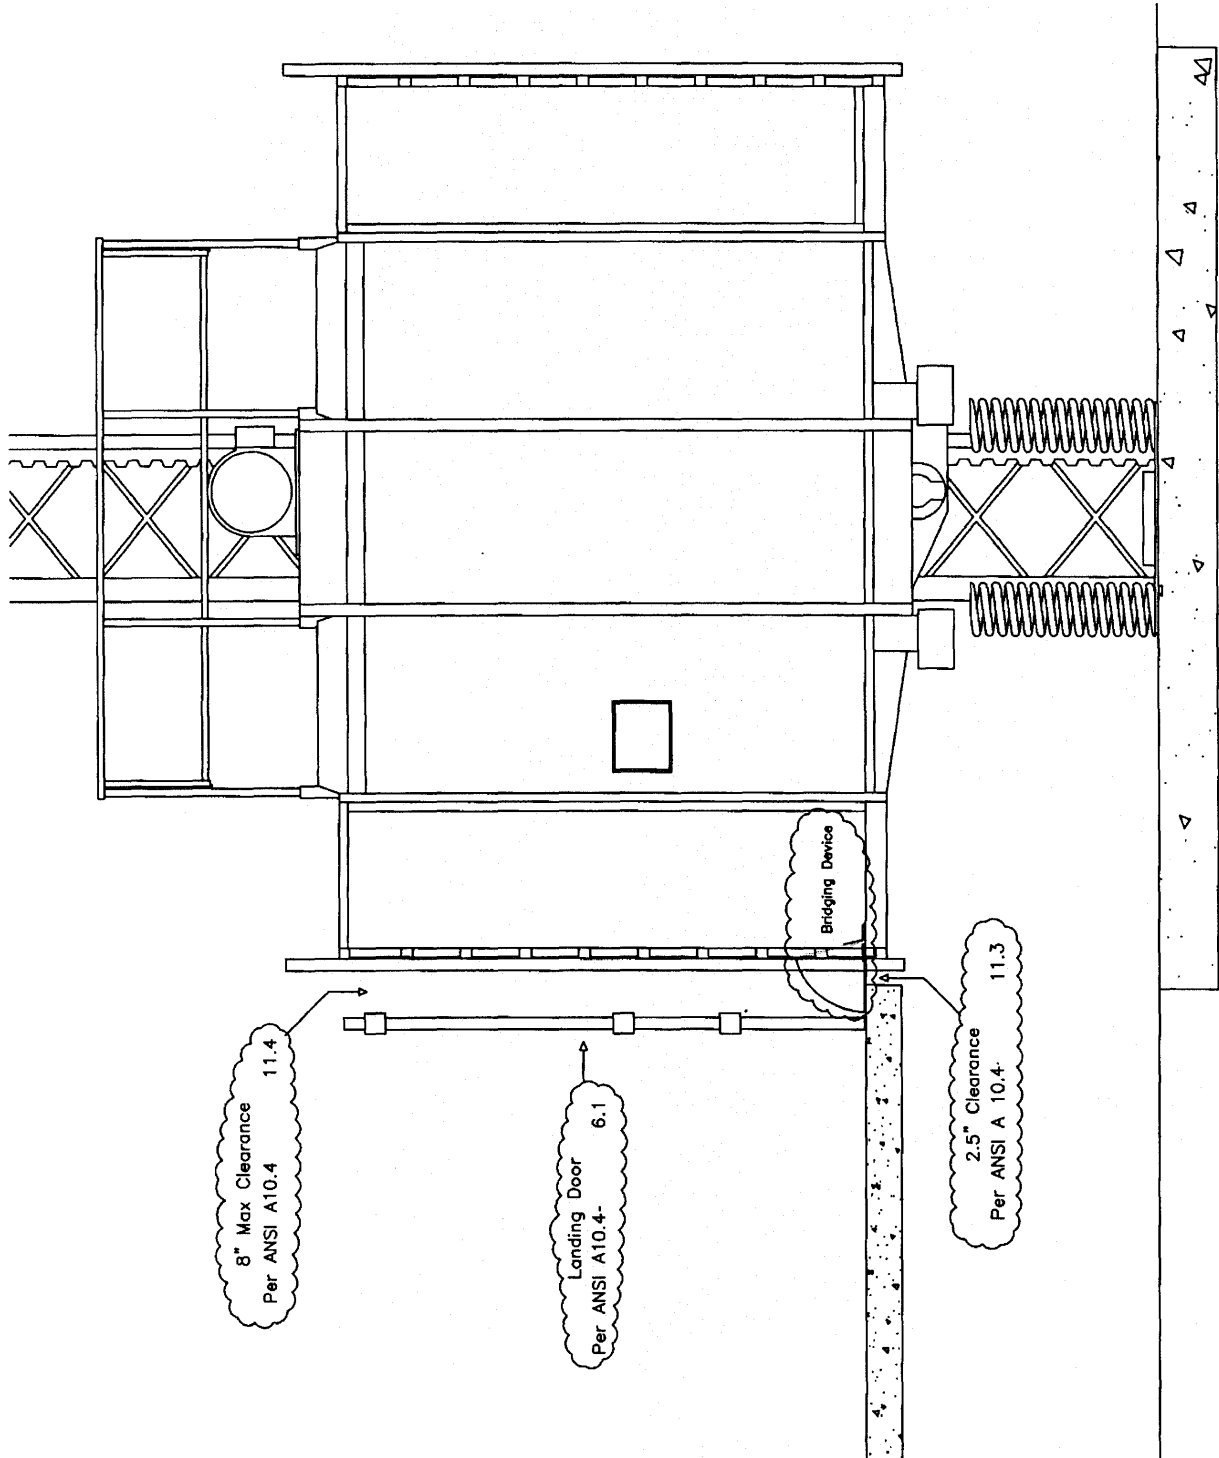 8" Max Clearance
Per ANSI A10.4 11.4
Landing Door
Per ANSI A10.4- 6.1
Bridging Device
2.5" Clearance
Per ANSI A 10.4- 11.3